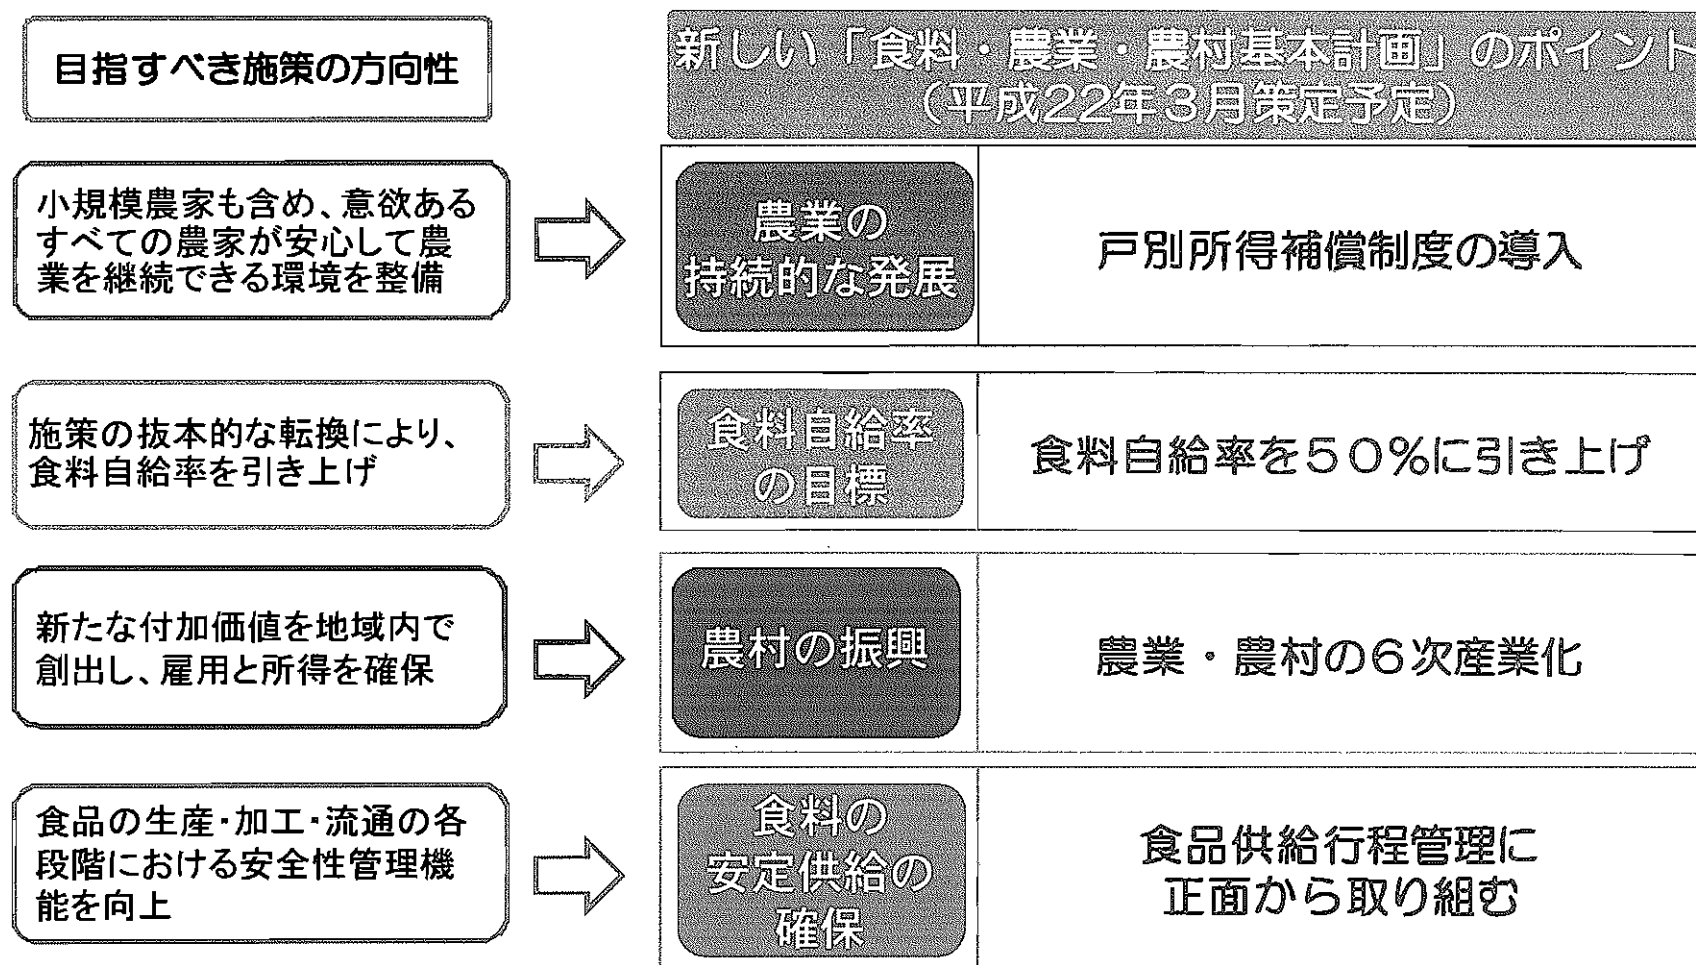 目指すべき施策の方向性
新しい「食料・農業・農村基本計画」のポイント
（平成22年３月策定予定）
小規模農家も含め、意欲ある
すべての農家が安心して農
業を継続できる環境を整備
農業の
持続的な発展
戸別所得補償制度の導入
施策の抜本的な転換により、
食料自給率を引き上げ
食料自給率
の目標
食料自給率を５０％に引き上げ
新たな付加価値を地域内で
創出し、雇用と所得を確保
農村の振興
農業・農村の６次産業化
食品の生産・加工・流通の各
段階における安全性管理機
能を向上
食料の
安定供給の
確保
食品供給行程管理に
正面から取り組む